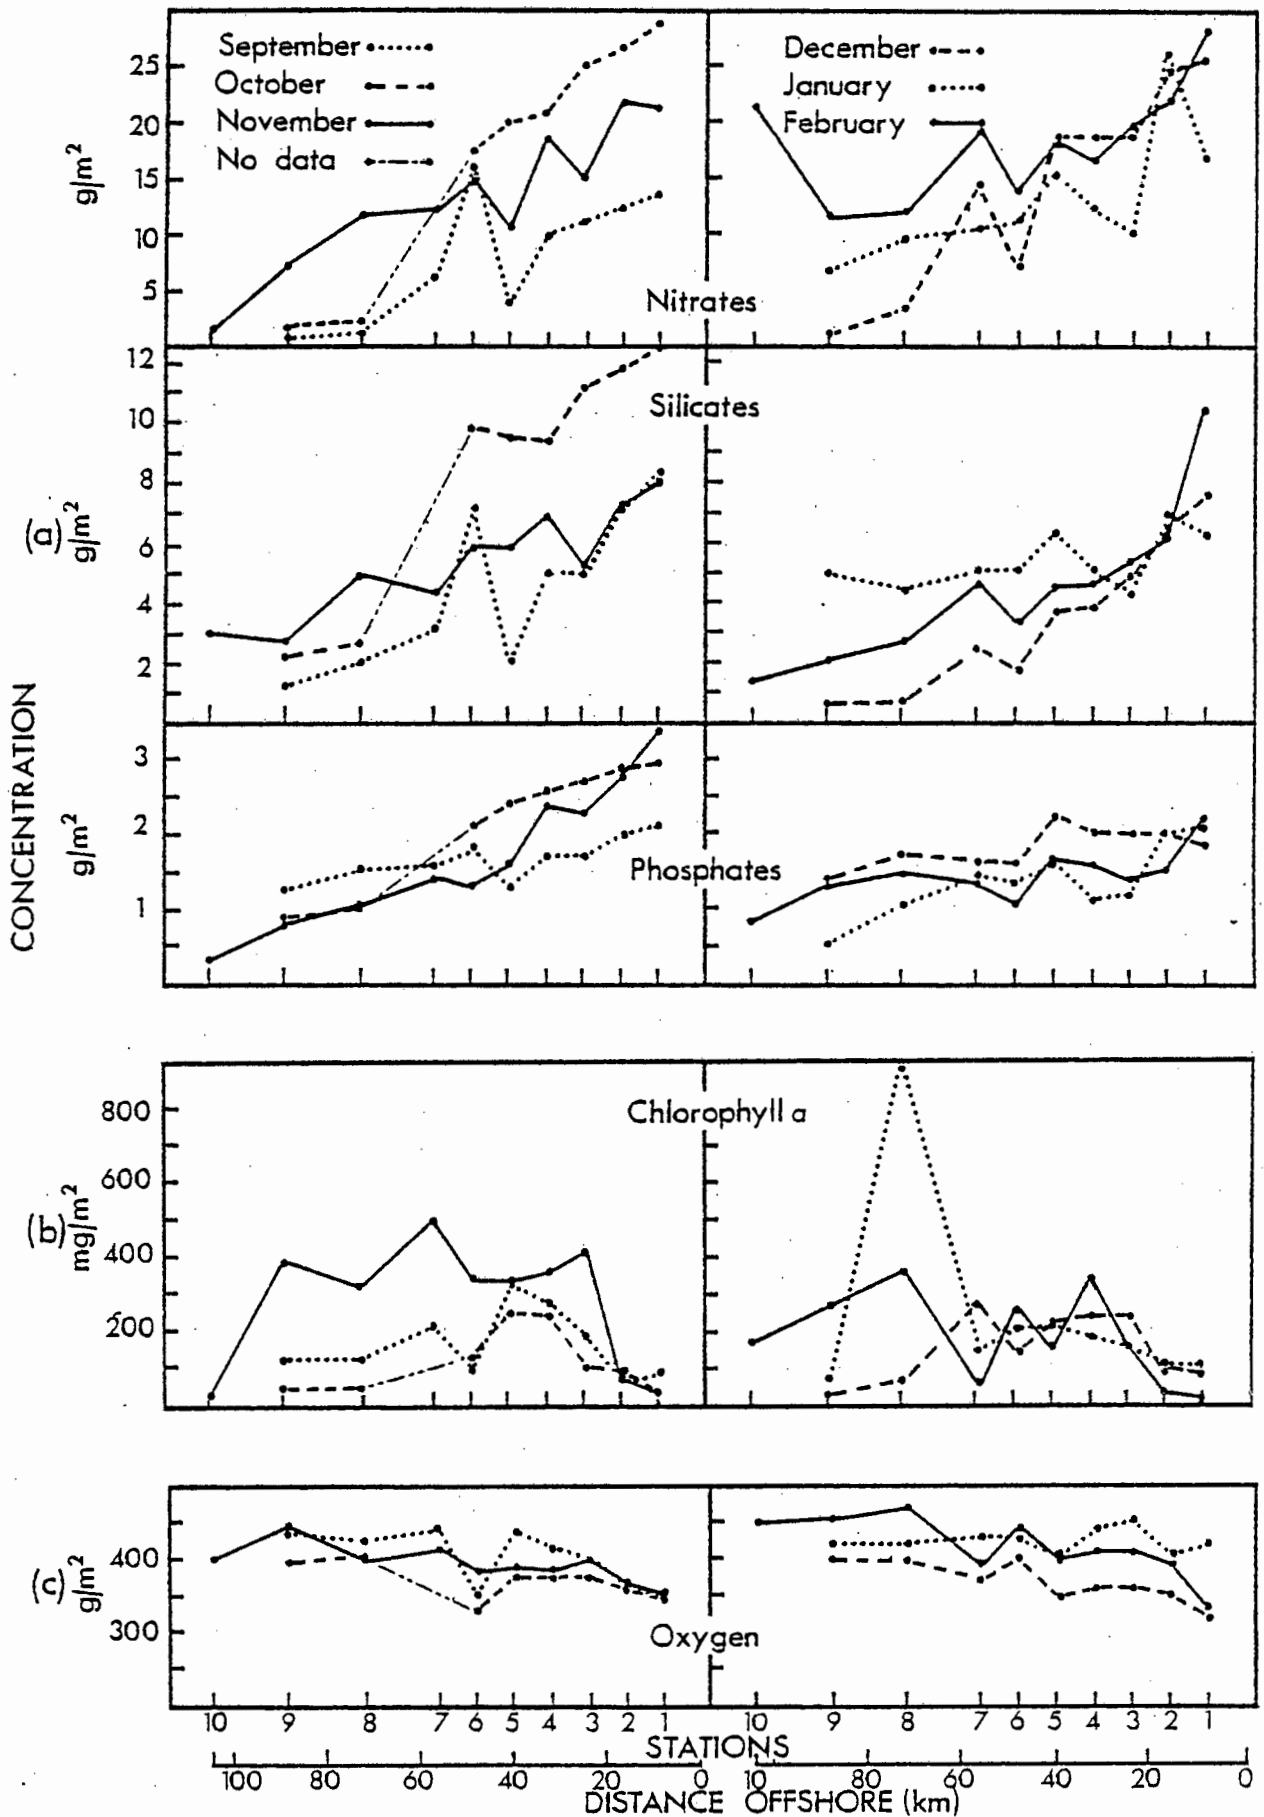 September
October
November
No data
December
January
February
25
20
15
10
5
g/m²
Nitrates
12
10
8
6
4
2
(a)
g/m²
Silicates
CONCENTRATION
3
2
1
g/m²
Phosphates
800
600
400
200
(b)
mg/m²
Chlorophyll a
400
300
(c)
g/m²
Oxygen
10 9 8 7 6 5 4 3 2 1 10 9 8 7 6 5 4 3 2 1
STATIONS
100 80 60 40 20 0 10 80 60 40 20 0
DISTANCE OFFSHORE (km)